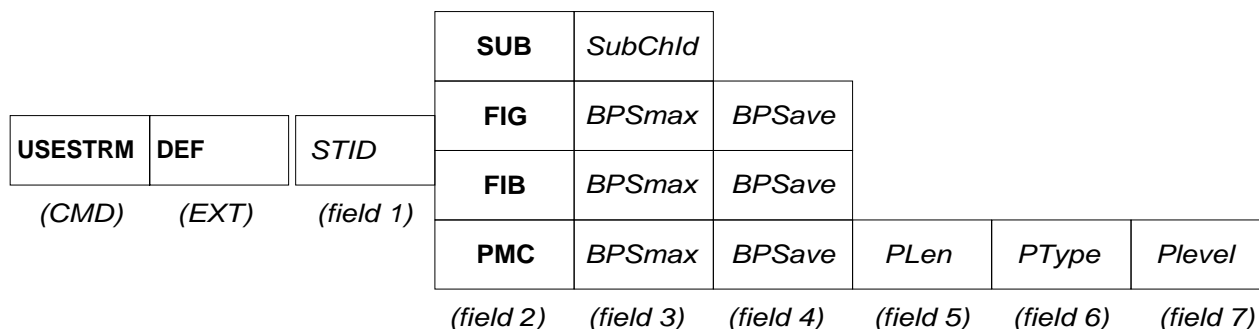 SUB SubChId
FIG BPSmax BPSave
USESTRM DEF STID
FIB BPSmax BPSave
(CMD) (EXT) (field 1)
PMC BPSmax BPSave PLen PType Plevel
(field 2) (field 3) (field 4) (field 5) (field 6) (field 7)